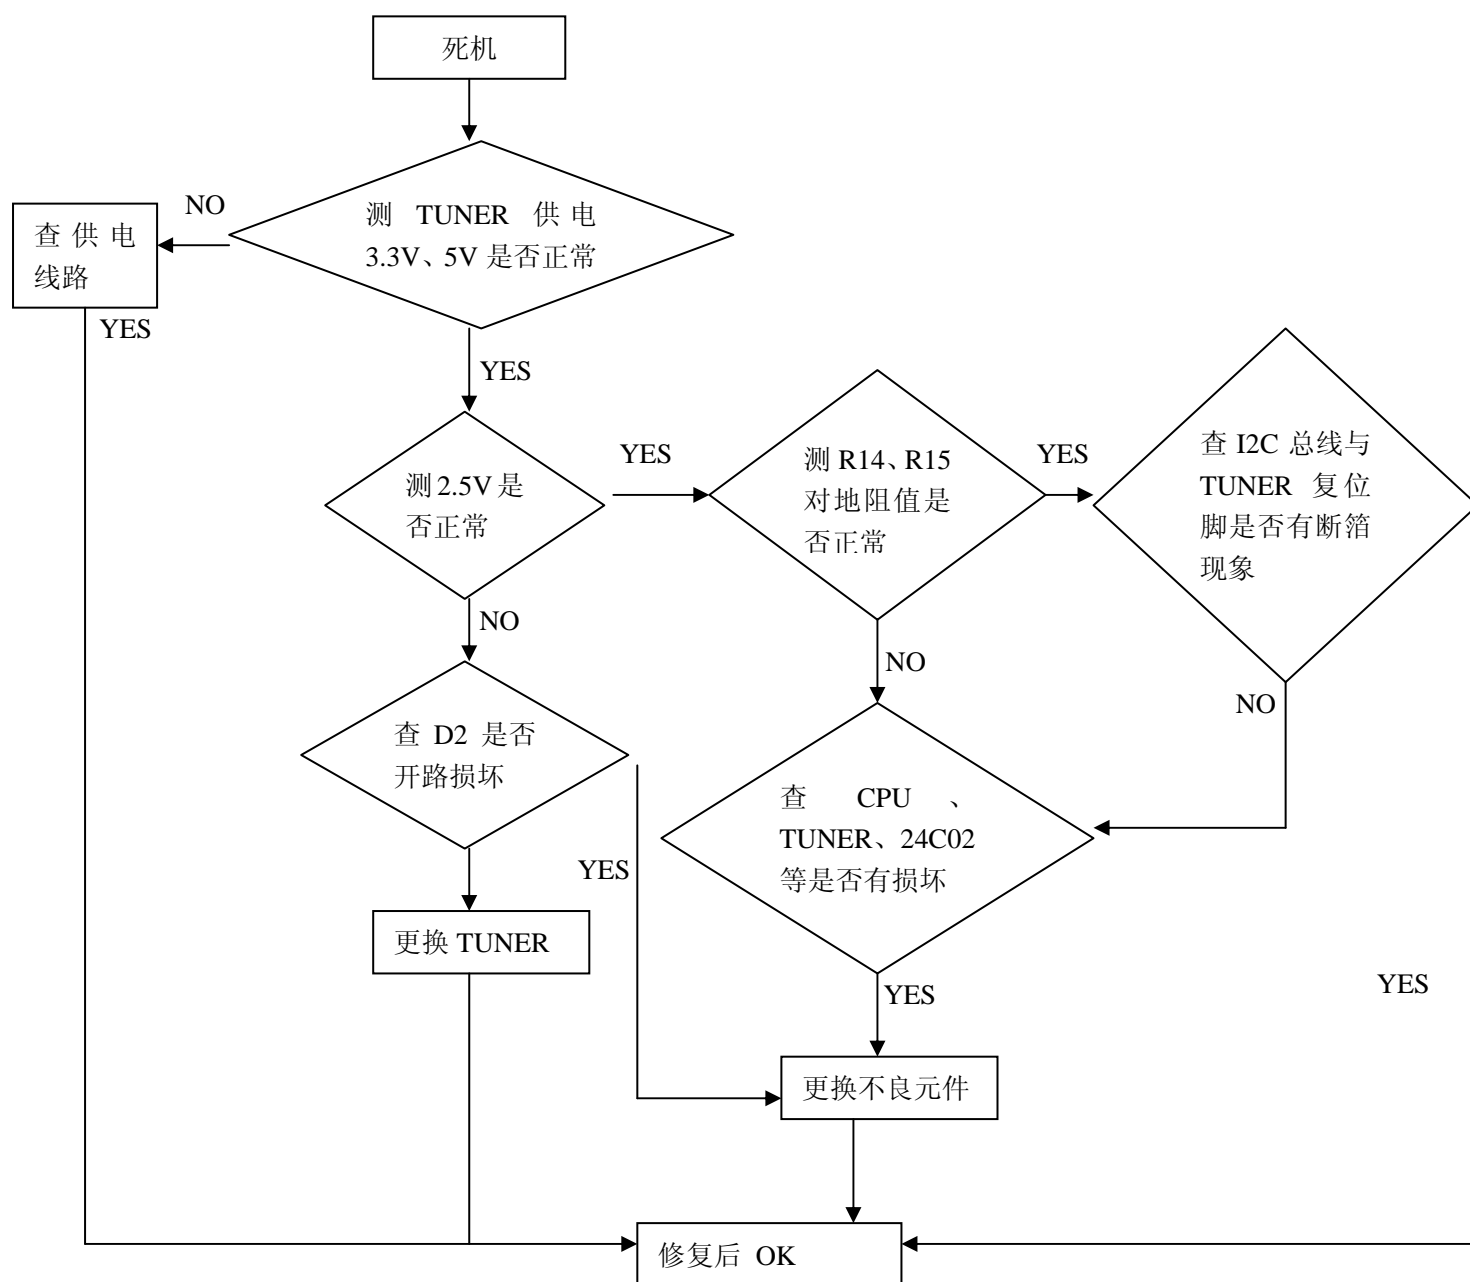 死机
测 TUNER 供电
3.3V、5V 是否正常
NO
查供电
线路
YES
YES
测2.5V是
否正常
YES
测 R14、R15
对地阻值是
否正常
YES
查 I2C 总线与
TUNER 复位
脚是否有断箔
现象
NO
NO
NO
查 D2 是否
开路损坏
查 CPU 、
TUNER、24C02
等是否有损坏
YES
更换 TUNER
YES
YES
更换不良元件
修复后 OK